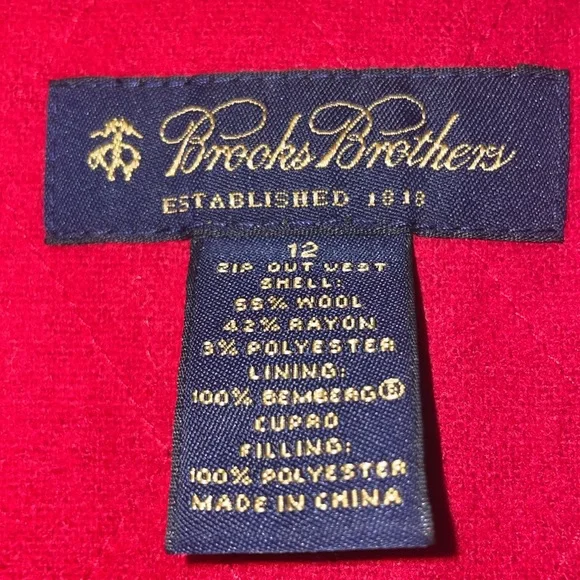 Brooks Brothers
ESTABLISHED 1818
12
ZIP OUT VEST
SHELL:
55% WOOL
42% RAYON
3% POLYESTER
LINING:
100% BEMBERG®
CUPRO
FILLING:
100% POLYESTER
MADE IN CHINA